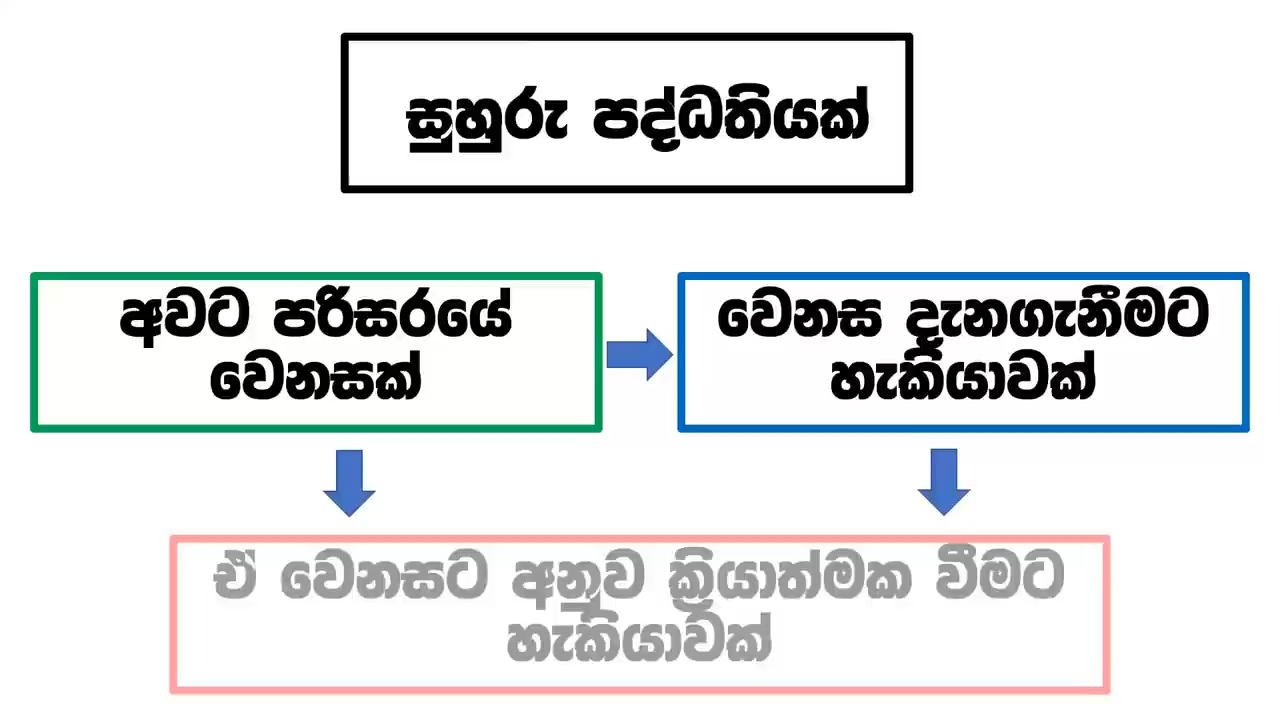 සුහුරු පද්ධතියක්
අවට පරිසරයේ
වෙනසක්
වෙනස දැනගැනීමට
හැකියාවක්
ඒ වෙනසට අනුව ක්‍රියාත්මක වීමට
හැකියාවක්